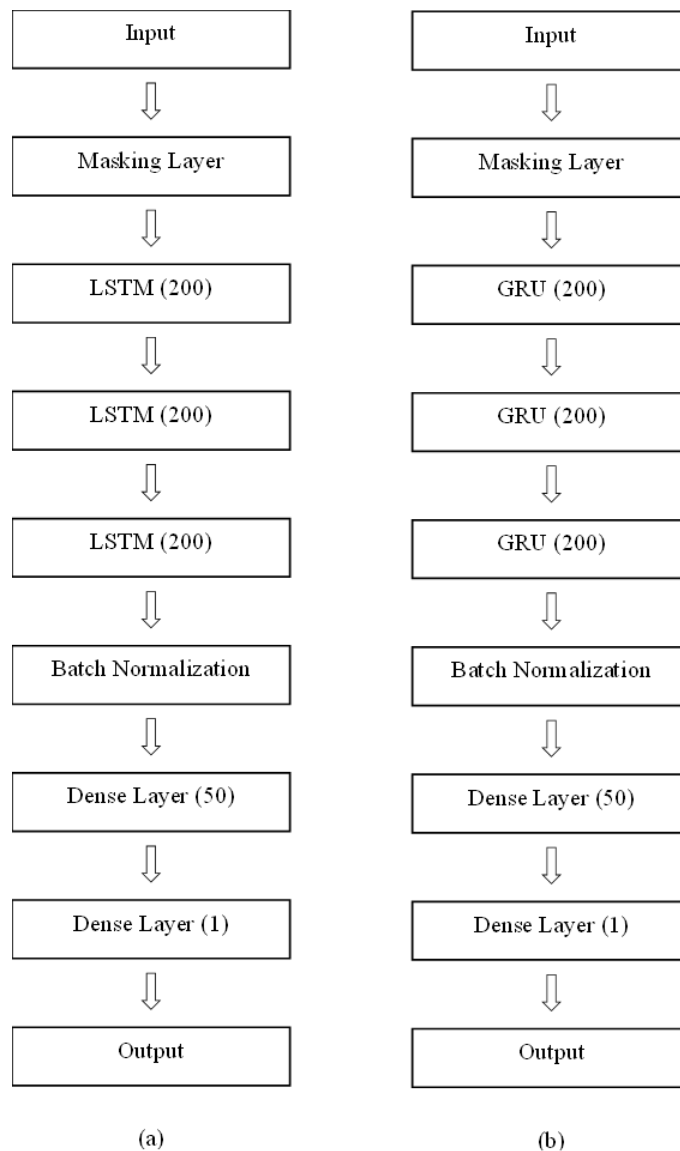 Input
Masking Layer
LSTM (200)
LSTM (200)
LSTM (200)
Batch Normalization
Dense Layer (50)
Dense Layer (1)
Output
(a)
Input
Masking Layer
GRU (200)
GRU (200)
GRU (200)
Batch Normalization
Dense Layer (50)
Dense Layer (1)
Output
(b)